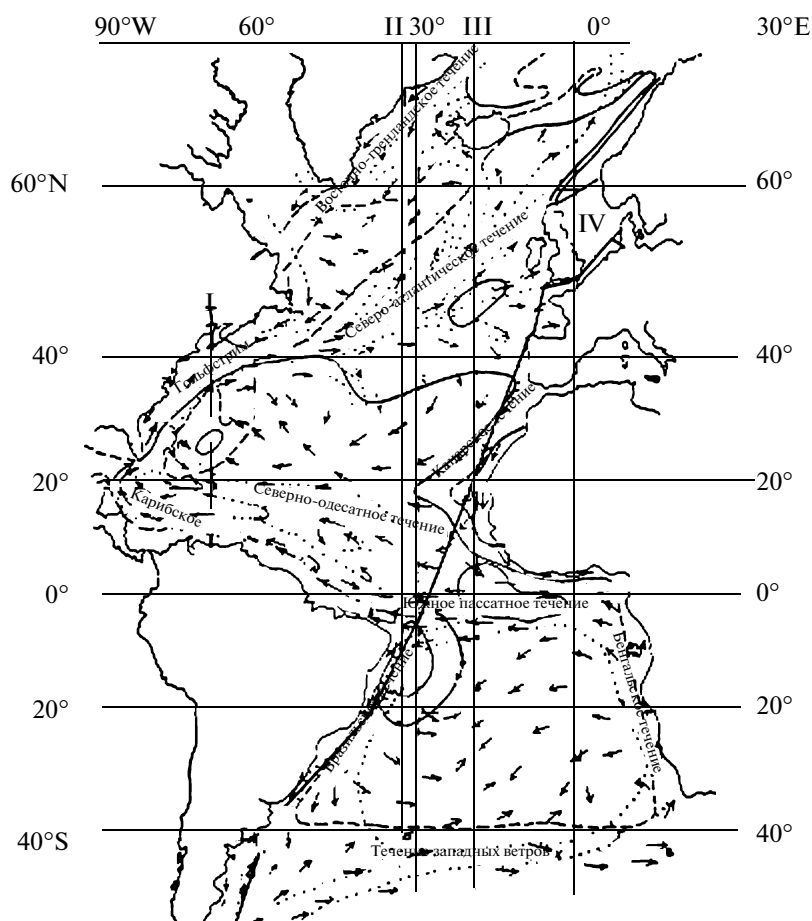 90°W 60° II 30° III 0° 30°E
Восточно-гренландское течение
60°N 60°
IV
Северо-атлантическое течение
I
Гольфстрим
40° 40°
Канарское течение
20° 20°
Северно-одесатное течение
Карибское
I
0° 0°
Южное пассатное течение
Бенгальское течение
Бразильское течение
20° 20°
40°S 40°
Течение западных ветров